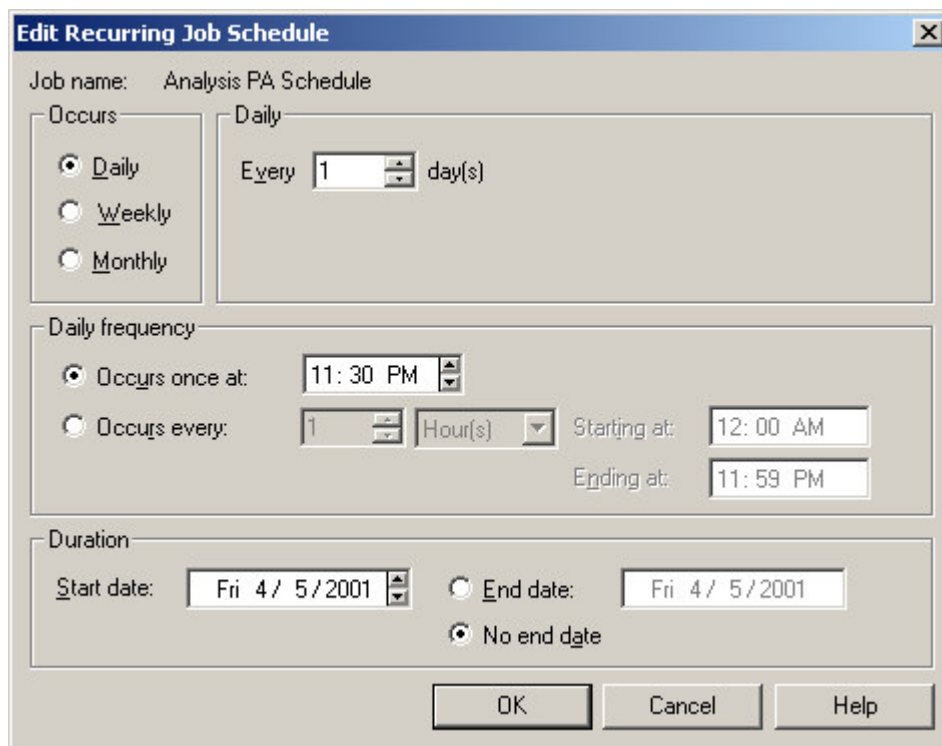 Edit Recurring Job Schedule
Job name: Analysis PA Schedule
Occurs
Daily
Weekly
Monthly
Daily
Every 1 day(s)
Daily frequency
Occurs once at: 11: 30 PM
Occurs every: 1 Hour(s) Starting at: 12: 00 AM
Ending at: 11: 59 PM
Duration
Start date: Fri 4/ 5/2001 End date: Fri 4/ 5/2001
No end date
OK Cancel Help